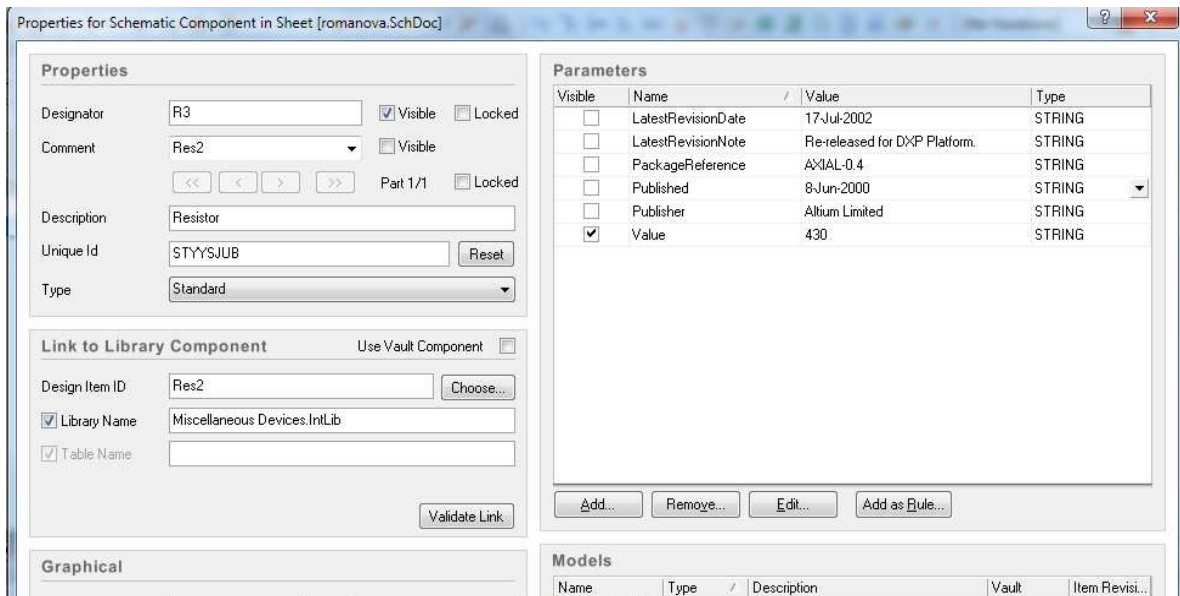 Properties for Schematic Component in Sheet [romanova.SchDoc]
Properties
Designator R3 Visible Locked
Comment Res2 Visible
<< < > >> Part 1/1 Locked
Description Resistor
Unique Id STYYSJUB Reset
Type Standard
Link to Library Component Use Vault Component
Design Item ID Res2 Choose...
Library Name Miscellaneous Devices.IntLib
Table Name
Validate Link
Graphical
Parameters
Visible Name Value Type
LatestRevisionDate 17-Jul-2002 STRING
LatestRevisionNote Re-released for DXP Platform. STRING
PackageReference AXIAL-0.4 STRING
Published 8-Jun-2000 STRING
Publisher Altium Limited STRING
Value 430 STRING
Add... Remove... Edit... Add as Rule...
Models
Name Type Description Vault Item Revisi...